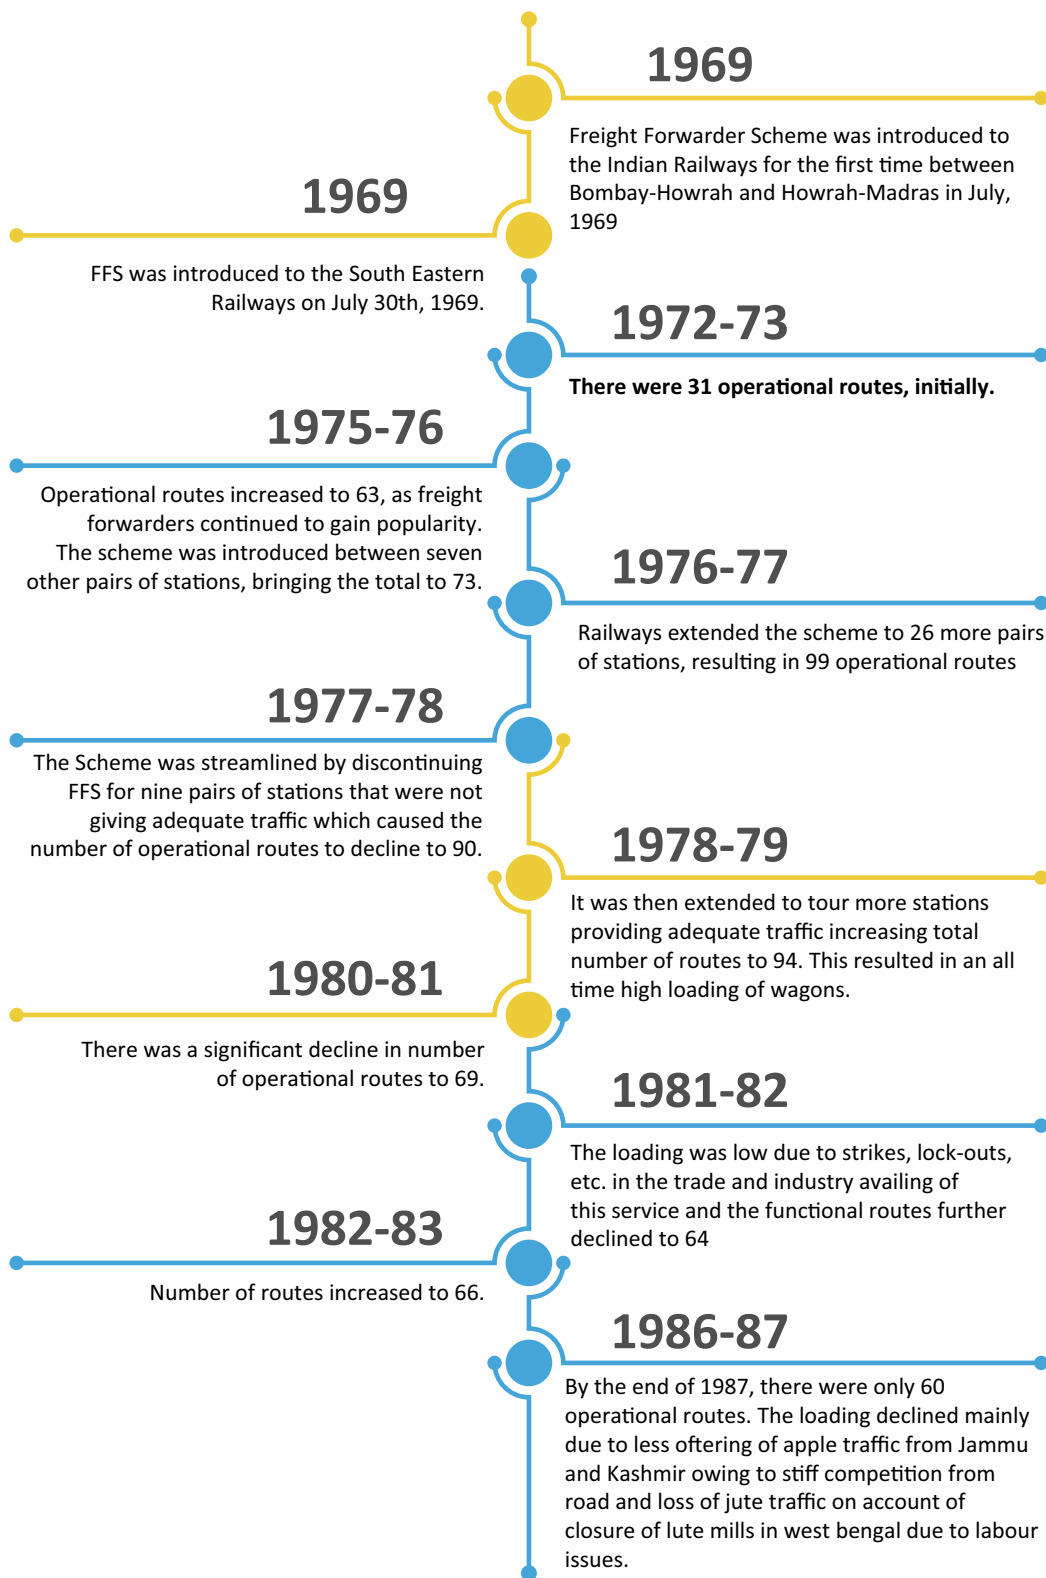 1969
Freight Forwarder Scheme was introduced to
the Indian Railways for the first time between
Bombay-Howrah and Howrah-Madras in July,
1969
1969
FFS was introduced to the South Eastern
Railways on July 30th, 1969.
1972-73
There were 31 operational routes, initially.
1975-76
Operational routes increased to 63, as freight
forwarders continued to gain popularity.
The scheme was introduced between seven
other pairs of stations, bringing the total to 73.
1976-77
Railways extended the scheme to 26 more pairs
of stations, resulting in 99 operational routes
1977-78
The Scheme was streamlined by discontinuing
FFS for nine pairs of stations that were not
giving adequate traffic which caused the
number of operational routes to decline to 90.
1978-79
It was then extended to tour more stations
providing adequate traffic increasing total
number of routes to 94. This resulted in an all
time high loading of wagons.
1980-81
There was a significant decline in number
of operational routes to 69.
1981-82
The loading was low due to strikes, lock-outs,
etc. in the trade and industry availing of
this service and the functional routes further
declined to 64
1982-83
Number of routes increased to 66.
1986-87
By the end of 1987, there were only 60
operational routes. The loading declined mainly
due to less oftering of apple traffic from Jammu
and Kashmir owing to stiff competition from
road and loss of jute traffic on account of
closure of lute mills in west bengal due to labour
issues.